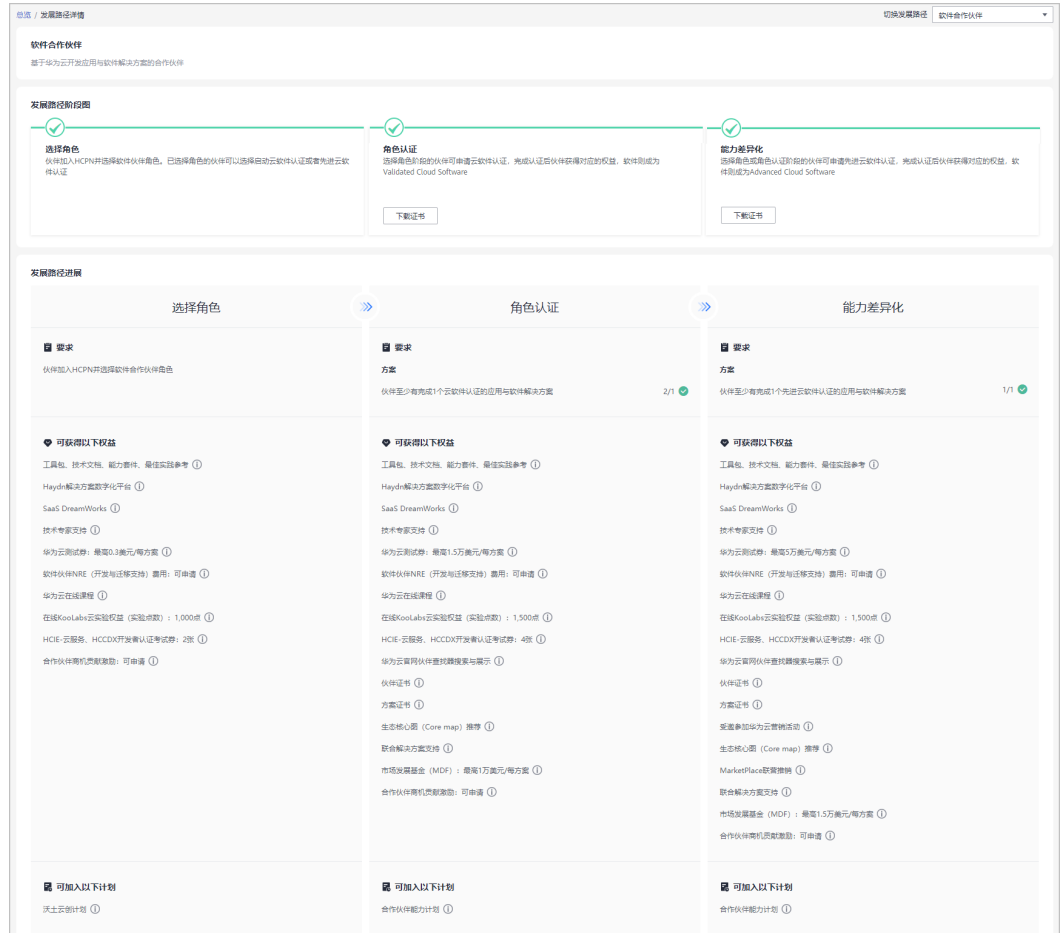 总览 / 发展路径详情
切换发展路径 软件合作伙伴
软件合作伙伴
基于华为云开发应用与软件解决方案的合作伙伴
发展路径阶段图
选择角色
伙伴加入HCPN并选择软件伙伴角色。已选择角色的伙伴可以选择启动云软件认证或者先进云软
件认证
角色认证
选择角色阶段的伙伴可申请云软件认证，完成认证后伙伴获得对应的权益，软件则成为
Validated Cloud Software
下载证书
能力差异化
选择角色或角色认证阶段的伙伴可申请先进云软件认证，完成认证后伙伴获得对应的权益，软
件则成为Advanced Cloud Software
下载证书
发展路径进展
选择角色
要求
伙伴加入HCPN并选择软件合作伙伴角色
可获得以下权益
工具包、技术文档、能力套件、最佳实践参考
Haydn解决方案数字化平台
SaaS DreamWorks
技术专家支持
华为云测试券：最高0.3美元/每方案
软件伙伴NRE（开发与迁移支持）费用：可申请
华为云在线课程
在线KooLabs云实验权益（实验点数）：1,000点
HCIE-云服务、HCCDX开发者认证考试券：2张
合作伙伴商机贡献激励：可申请
可加入以下计划
沃土云创计划
角色认证
要求
方案
伙伴至少有完成1个云软件认证的应用与软件解决方案 2/1
可获得以下权益
工具包、技术文档、能力套件、最佳实践参考
Haydn解决方案数字化平台
SaaS DreamWorks
技术专家支持
华为云测试券：最高1.5万美元/每方案
软件伙伴NRE（开发与迁移支持）费用：可申请
华为云在线课程
在线KooLabs云实验权益（实验点数）：1,500点
HCIE-云服务、HCCDX开发者认证考试券：4张
华为云官网伙伴查找器搜索与展示
伙伴证书
方案证书
生态核心图（Core map）推荐
联合解决方案支持
市场发展基金（MDF）：最高1万美元/每方案
合作伙伴商机贡献激励：可申请
可加入以下计划
合作伙伴能力计划
能力差异化
要求
方案
伙伴至少有完成1个先进云软件认证的应用与软件解决方案 1/1
可获得以下权益
工具包、技术文档、能力套件、最佳实践参考
Haydn解决方案数字化平台
SaaS DreamWorks
技术专家支持
华为云测试券：最高5万美元/每方案
软件伙伴NRE（开发与迁移支持）费用：可申请
华为云在线课程
在线KooLabs云实验权益（实验点数）：1,500点
HCIE-云服务、HCCDX开发者认证考试券：4张
华为云官网伙伴查找器搜索与展示
伙伴证书
方案证书
受邀参加华为云营销活动
生态核心图（Core map）推荐
MarketPlace联营推销
联合解决方案支持
市场发展基金（MDF）：最高1.5万美元/每方案
合作伙伴商机贡献激励：可申请
可加入以下计划
合作伙伴能力计划